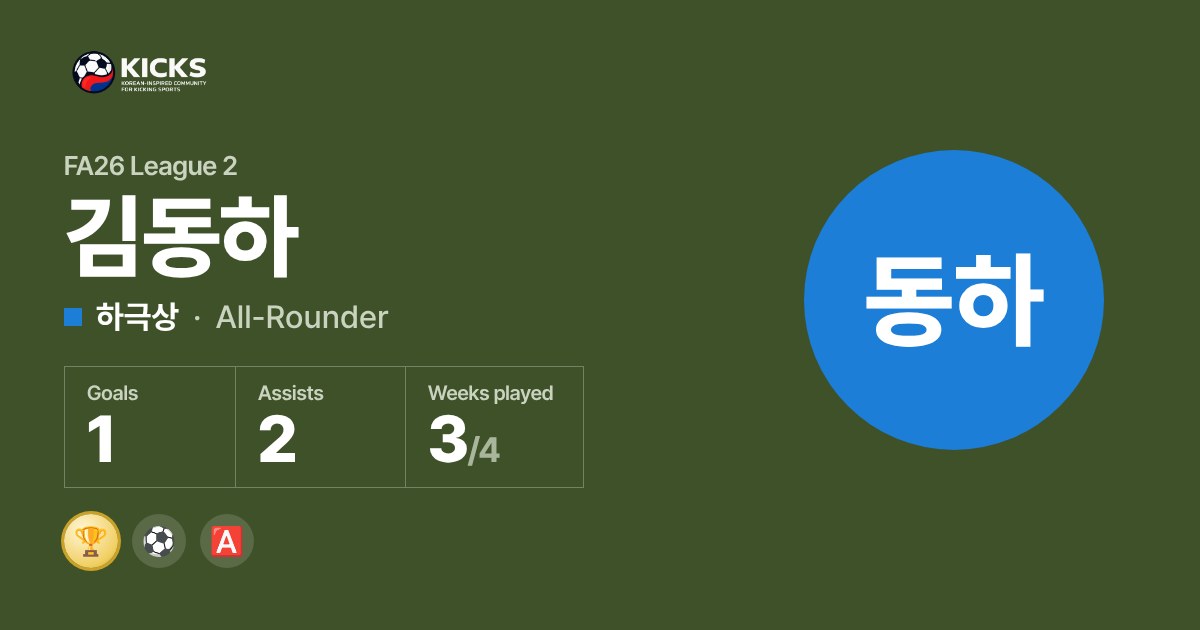 KICKS
KOREAN-INSPIRED COMMUNITY
FOR KICKING SPORTS
FA26 League 2
김동하
하극상 · All-Rounder
Goals Assists Weeks played
1 2 3/4
A
동하